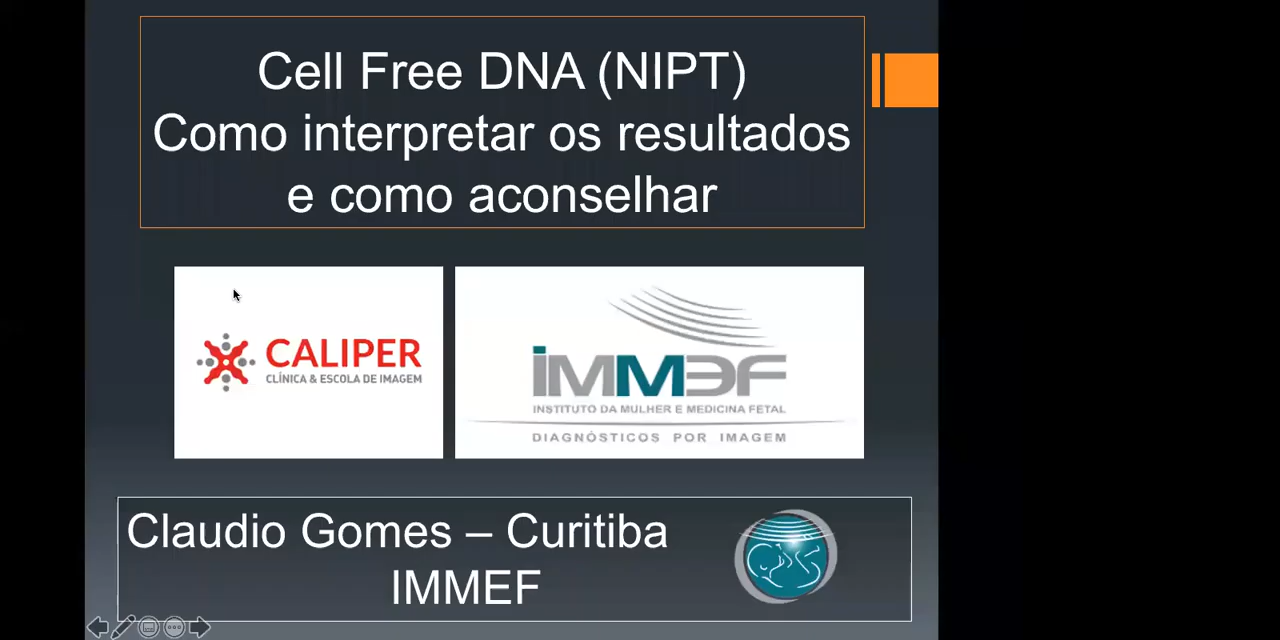 Cell Free DNA (NIPT)
Como interpretar os resultados
e como aconselhar
CALIPER
CLÍNICA & ESCOLA DE IMAGEM
iMMEF
INSTITUTO DA MULHER E MEDICINA FETAL
DIAGNÓSTICOS POR IMAGEM
Claudio Gomes – Curitiba
IMMEF